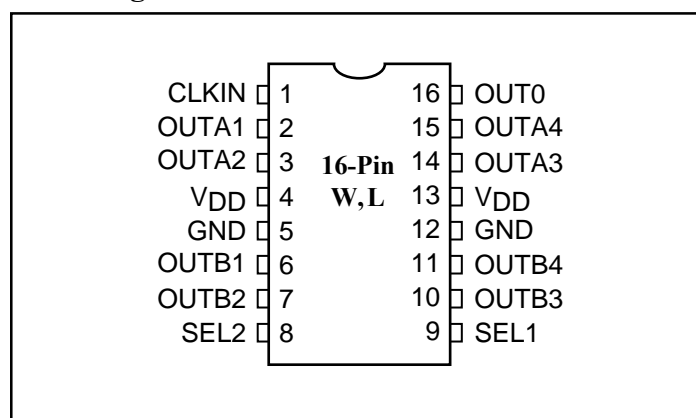 CLKIN 1 16 OUT0
OUTA1 2 15 OUTA4
OUTA2 3 16-Pin 14 OUTA3
VDD 4 W, L 13 VDD
GND 5 12 GND
OUTB1 6 11 OUTB4
OUTB2 7 10 OUTB3
SEL2 8 9 SEL1